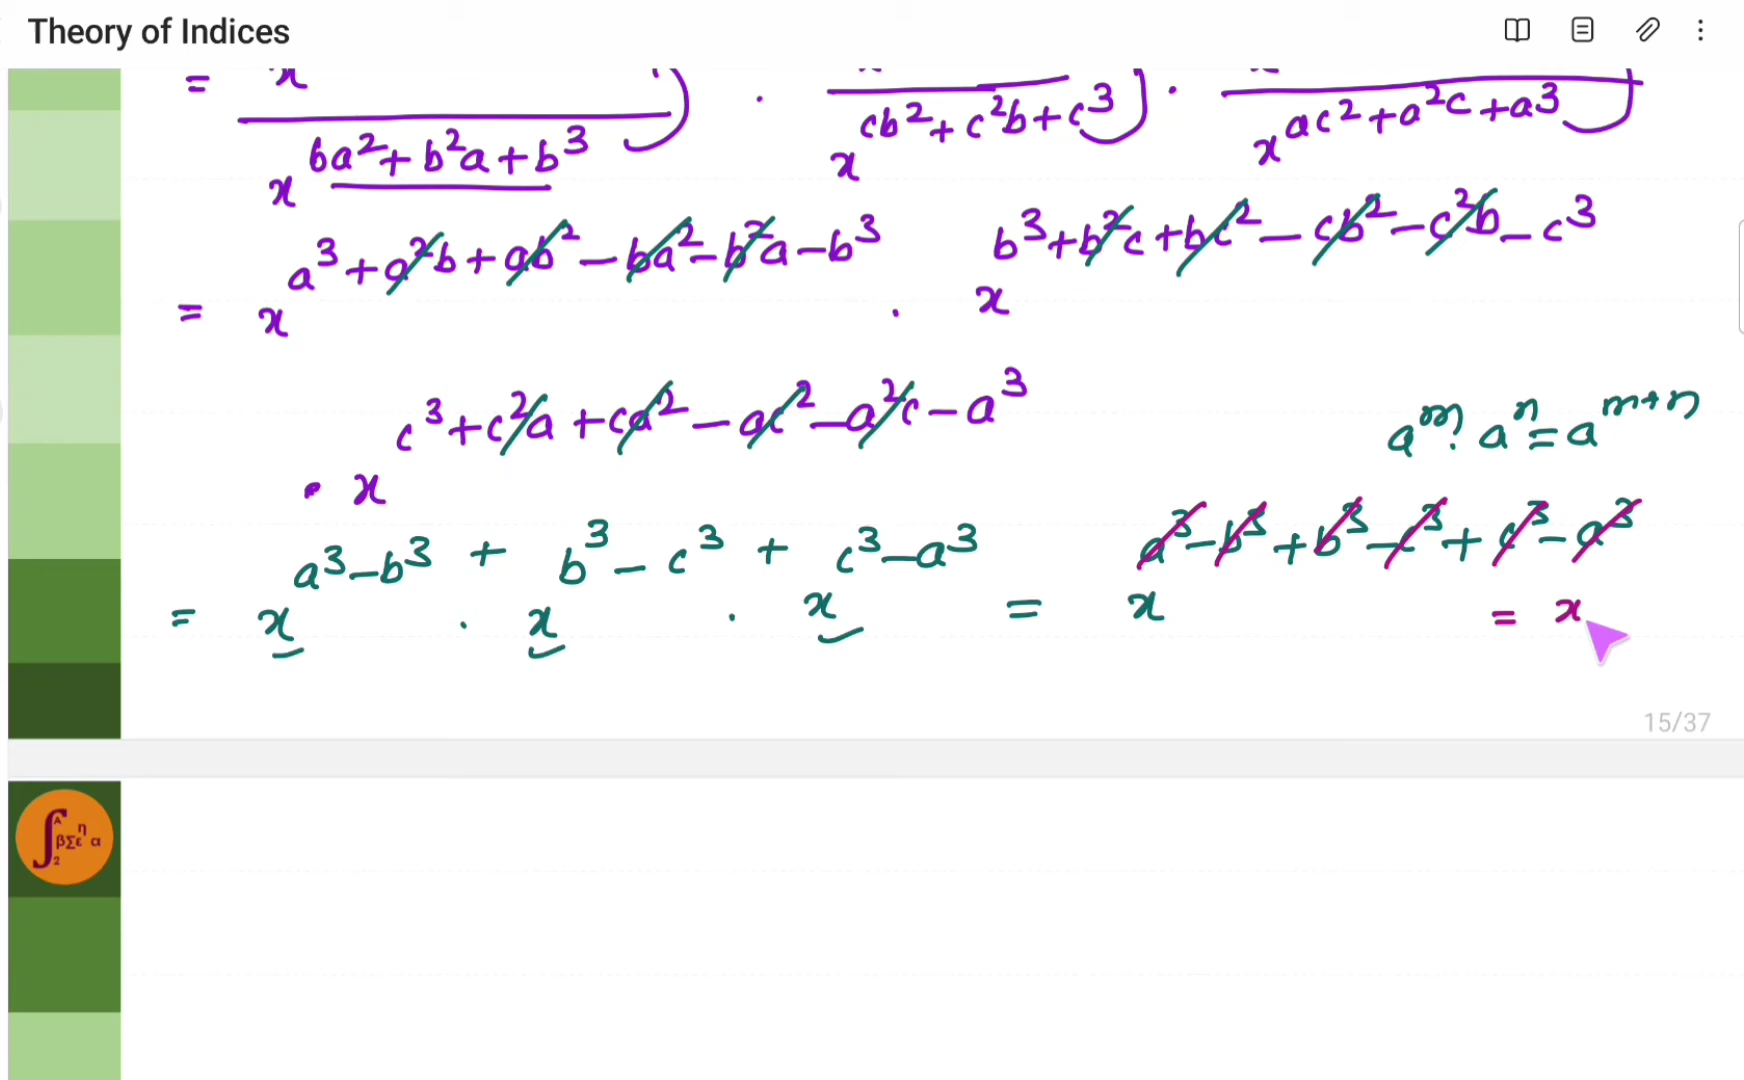 Theory of Indices
= x
x^{ba² + b²a + b³} . x^{cb² + c²b + c³} . x^{ac² + a²c + a³}
= x^{a³ + a²b + ab² - ba² - b²a - b³} . x^{b³ + b²c + bc² - cb² - c²b - c³}
. x^{c³ + c²a + ca² - ac² - a²c - a³}
a^m . a^n = a^{m+n}
= x^{a³-b³} + . x^{b³-c³} + . x^{c³-a³} = x^{a³-b³+b³-c³+c³-a³} = x
15/37
∫ A 2 βΣε η α